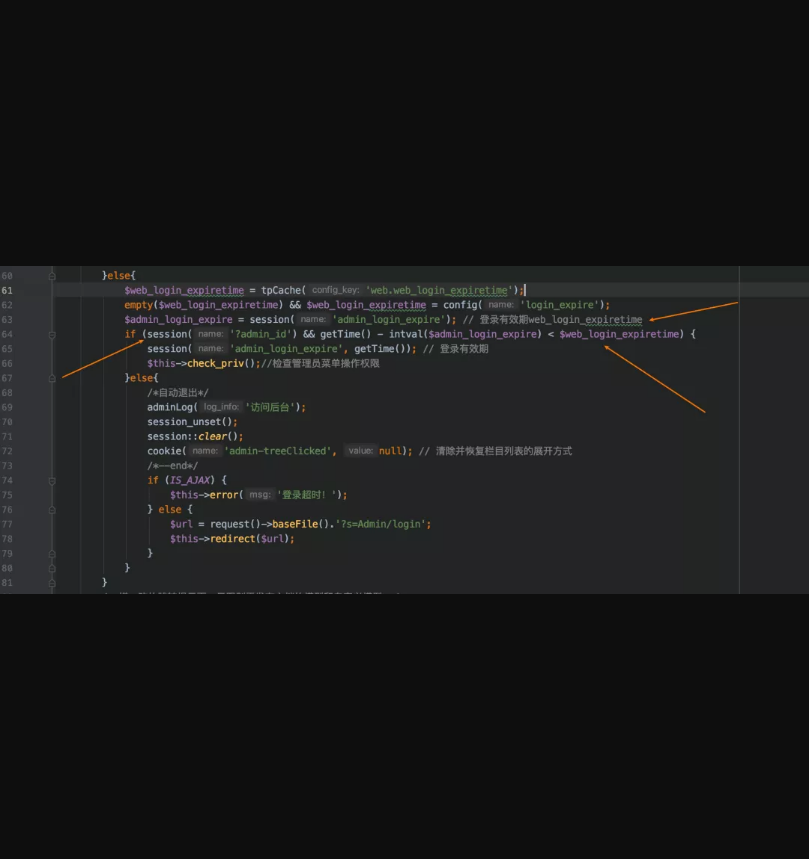 60 }else{
61 $web_login_expiretime = tpCache( config_key: 'web.web_login_expiretime');
62 empty($web_login_expiretime) && $web_login_expiretime = config( name: 'login_expire');
63 $admin_login_expire = session( name: 'admin_login_expire'); // 登录有效期web_login_expiretime
64 if (session( name: '?admin_id') && getTime() - intval($admin_login_expire) < $web_login_expiretime) {
65 session( name: 'admin_login_expire', getTime()); // 登录有效期
66 $this->check_priv();//检查管理员菜单操作权限
67 }else{
68 /*自动退出*/
69 adminLog( log_info: '访问后台');
70 session_unset();
71 session::clear();
72 cookie( name: 'admin-treeClicked', value: null); // 清除并恢复栏目列表的展开方式
73 /*--end*/
74 if (IS_AJAX) {
75 $this->error( msg: '登录超时！');
76 } else {
77 $url = request()->baseFile().'?s=Admin/login';
78 $this->redirect($url);
79 }
80 }
81 }